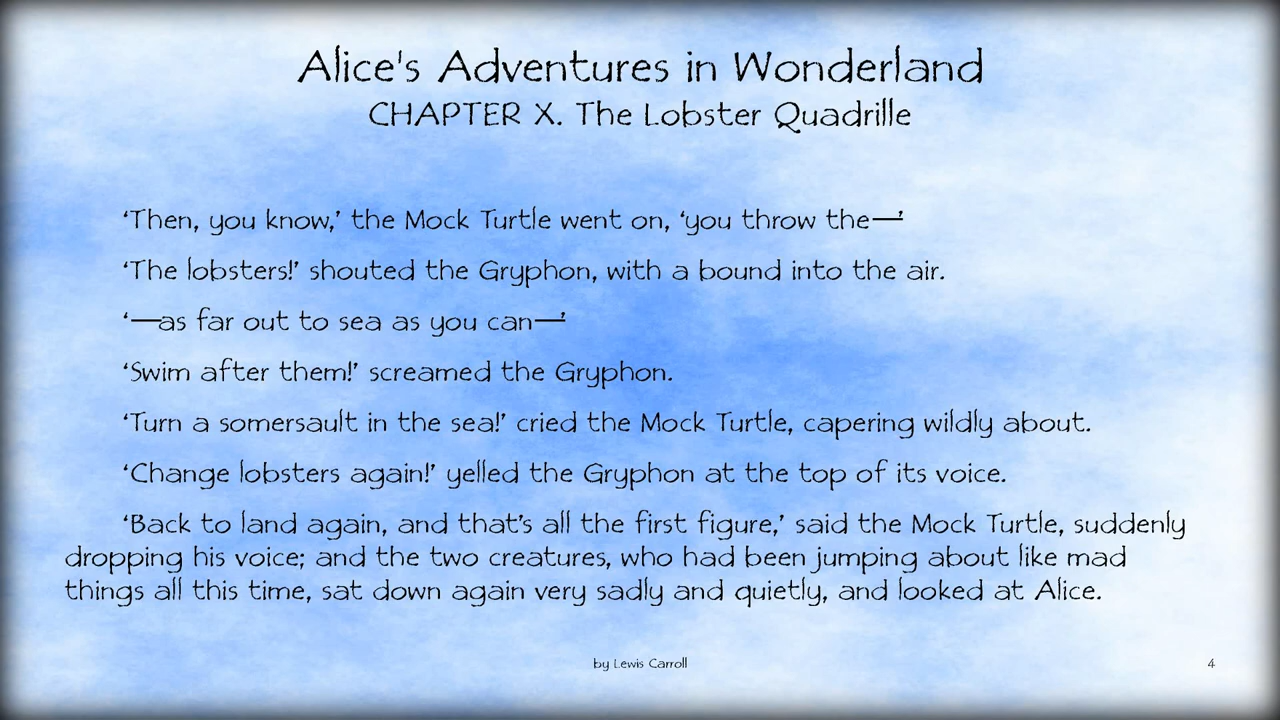 Alice's Adventures in Wonderland
CHAPTER X. The Lobster Quadrille
‘Then, you know,’ the Mock Turtle went on, ‘you throw the—’
‘The lobsters!’ shouted the Gryphon, with a bound into the air.
‘—as far out to sea as you can—’
‘Swim after them!’ screamed the Gryphon.
‘Turn a somersault in the sea!’ cried the Mock Turtle, capering wildly about.
‘Change lobsters again!’ yelled the Gryphon at the top of its voice.
‘Back to land again, and that’s all the first figure,’ said the Mock Turtle, suddenly
dropping his voice; and the two creatures, who had been jumping about like mad
things all this time, sat down again very sadly and quietly, and looked at Alice.
by Lewis Carroll
4